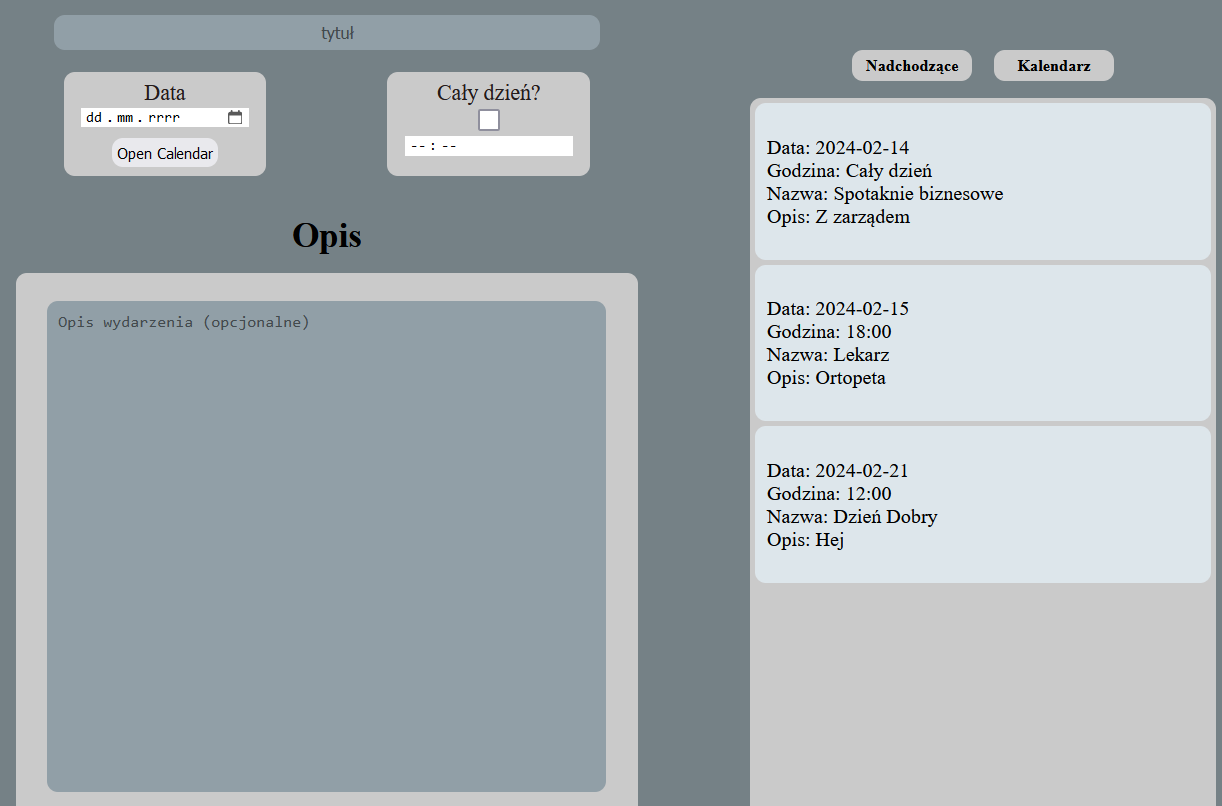 tytuł
Data
dd.mm.rrrr
Open Calendar
Cały dzień?
--:--
Opis
Opis wydarzenia (opcjonalne)
Nadchodzące
Kalendarz
Data: 2024-02-14
Godzina: Cały dzień
Nazwa: Spotaknie biznesowe
Opis: Z zarządem
Data: 2024-02-15
Godzina: 18:00
Nazwa: Lekarz
Opis: Ortopeta
Data: 2024-02-21
Godzina: 12:00
Nazwa: Dzień Dobry
Opis: Hej